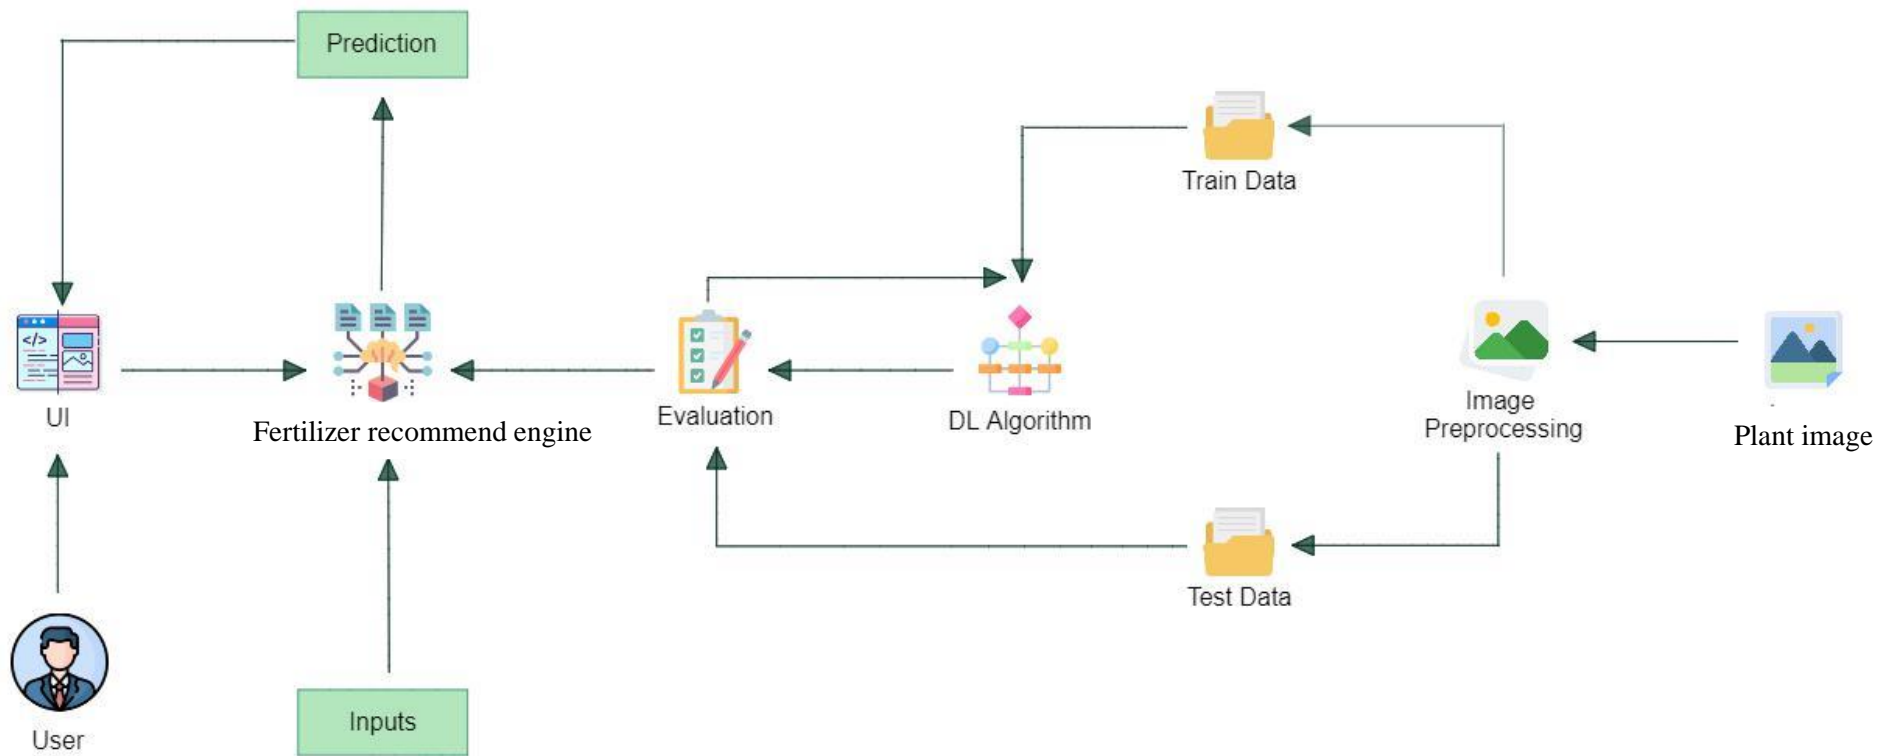 Prediction
Train Data
UI
Fertilizer recommend engine
Evaluation
DL Algorithm
Image
Preprocessing
Plant image
Test Data
User
Inputs